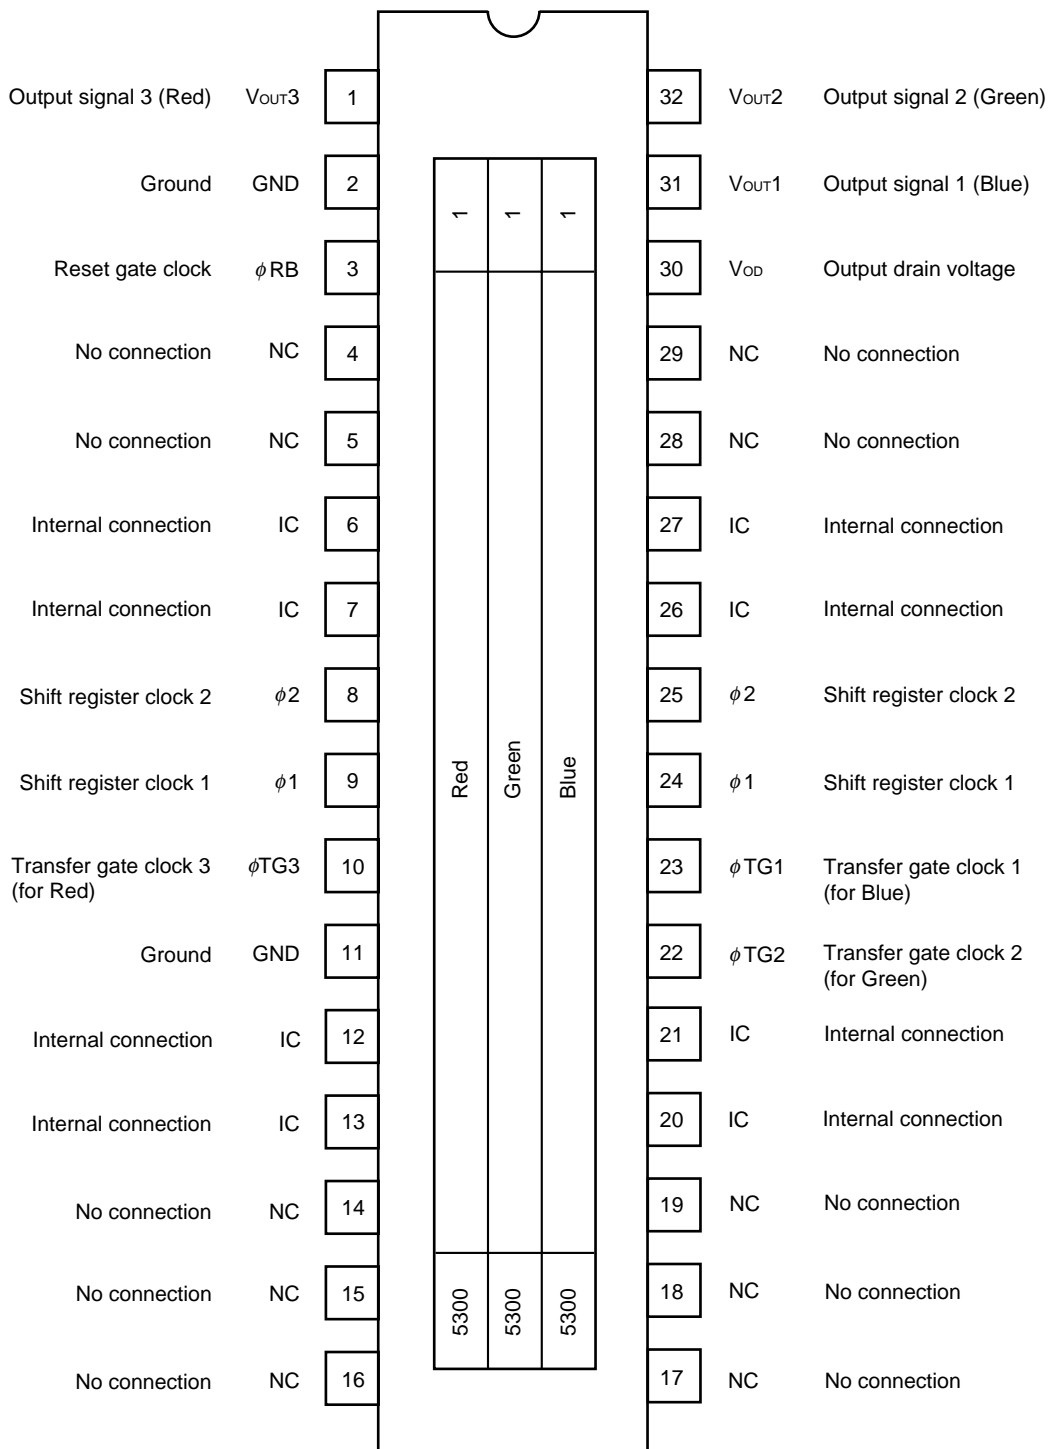 Output signal 3 (Red) VOUT3 1 32 VOUT2 Output signal 2 (Green)
Ground GND 2 31 VOUT1 Output signal 1 (Blue)
1 1 1
Reset gate clock φRB 3 30 VOD Output drain voltage
No connection NC 4 29 NC No connection
No connection NC 5 28 NC No connection
Internal connection IC 6 27 IC Internal connection
Internal connection IC 7 26 IC Internal connection
Shift register clock 2 φ2 8 25 φ2 Shift register clock 2
Red Green Blue
Shift register clock 1 φ1 9 24 φ1 Shift register clock 1
Transfer gate clock 3 φTG3 10 23 φTG1 Transfer gate clock 1
(for Red) (for Blue)
Ground GND 11 22 φTG2 Transfer gate clock 2
(for Green)
Internal connection IC 12 21 IC Internal connection
Internal connection IC 13 20 IC Internal connection
No connection NC 14 19 NC No connection
No connection NC 15 18 NC No connection
5300 5300 5300
No connection NC 16 17 NC No connection